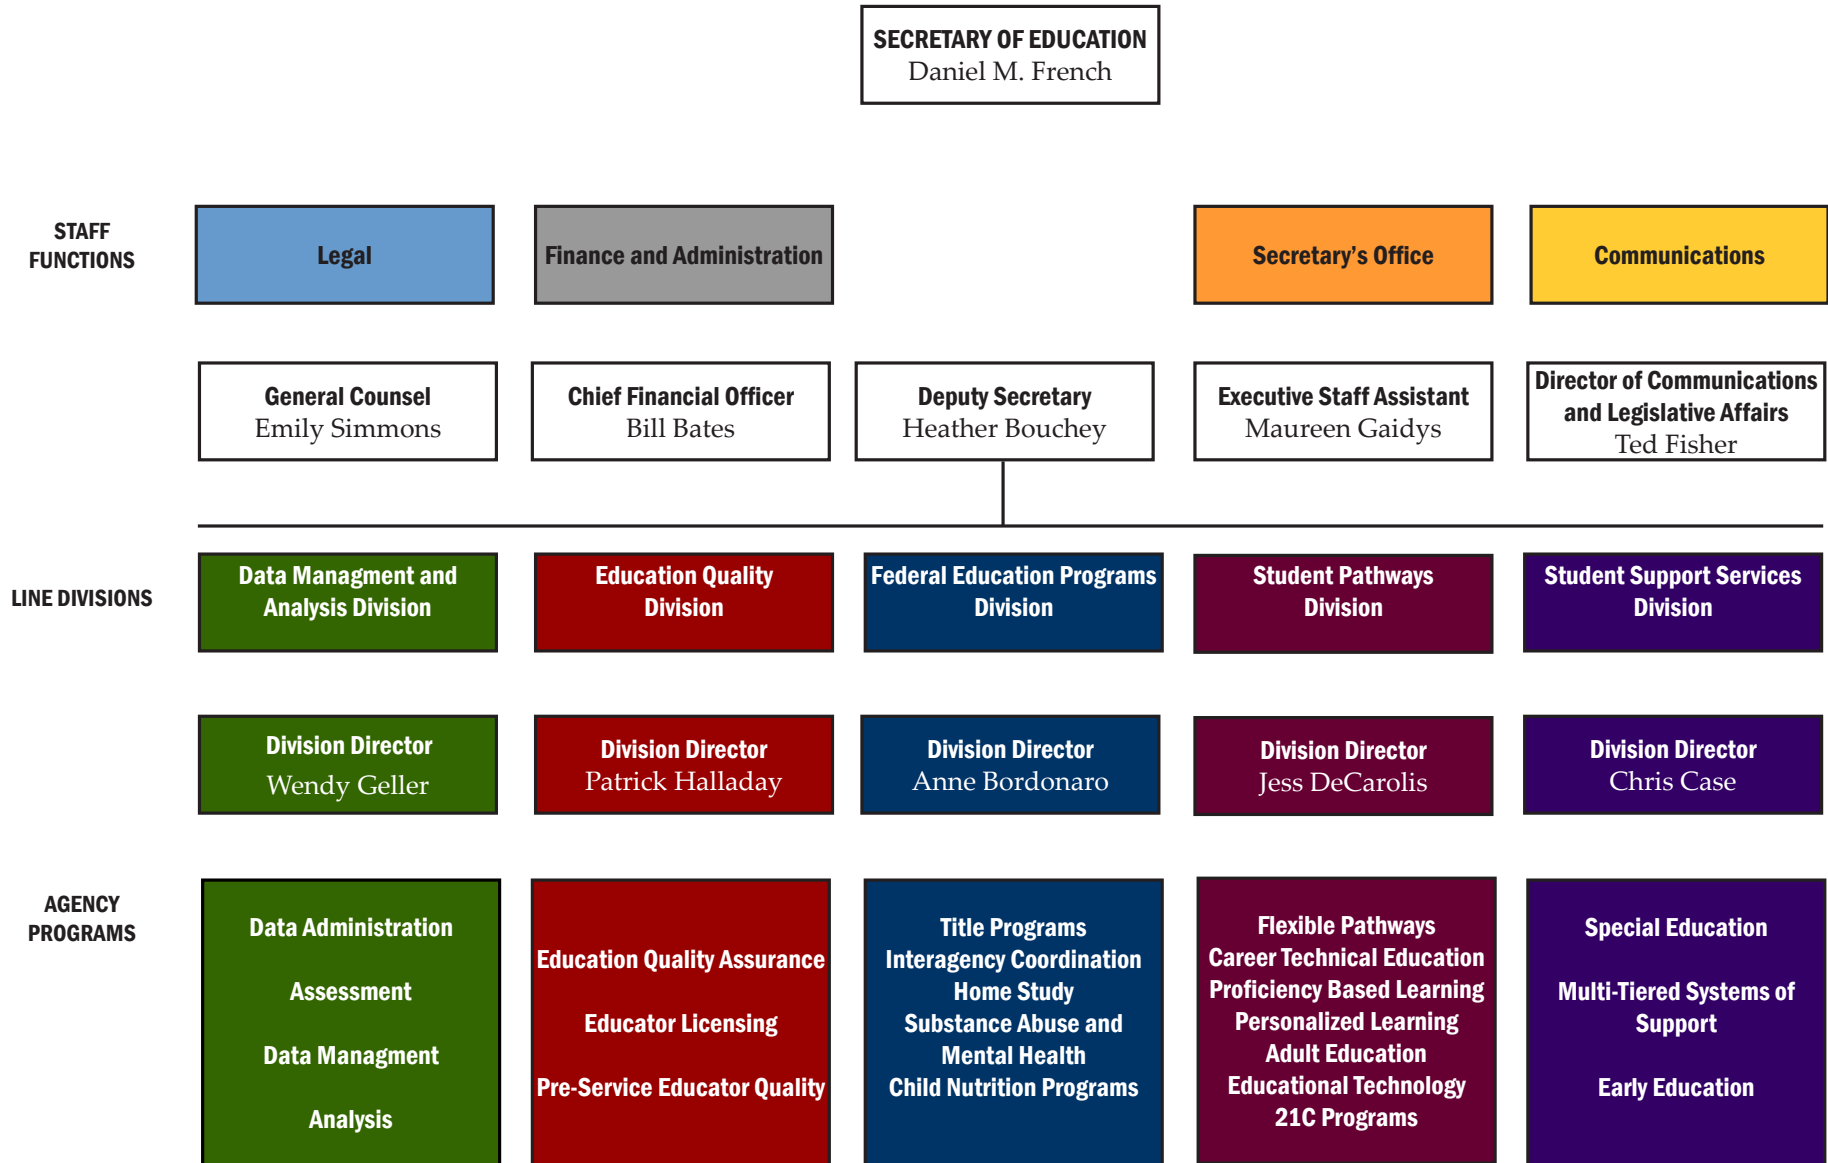 SECRETARY OF EDUCATION
Daniel M. French
STAFF
FUNCTIONS
Legal
Finance and Administration
Secretary’s Office
Communications
General Counsel
Emily Simmons
Chief Financial Officer
Bill Bates
Deputy Secretary
Heather Bouchey
Executive Staff Assistant
Maureen Gaidys
Director of Communications
and Legislative Affairs
Ted Fisher
LINE DIVISIONS
Data Managment and
Analysis Division
Education Quality
Division
Federal Education Programs
Division
Student Pathways
Division
Student Support Services
Division
Division Director
Wendy Geller
Division Director
Patrick Halladay
Division Director
Anne Bordonaro
Division Director
Jess DeCarolis
Division Director
Chris Case
AGENCY
PROGRAMS
Data Administration
Assessment
Data Managment
Analysis
Education Quality Assurance
Educator Licensing
Pre-Service Educator Quality
Title Programs
Interagency Coordination
Home Study
Substance Abuse and
Mental Health
Child Nutrition Programs
Flexible Pathways
Career Technical Education
Proficiency Based Learning
Personalized Learning
Adult Education
Educational Technology
21C Programs
Special Education
Multi-Tiered Systems of
Support
Early Education